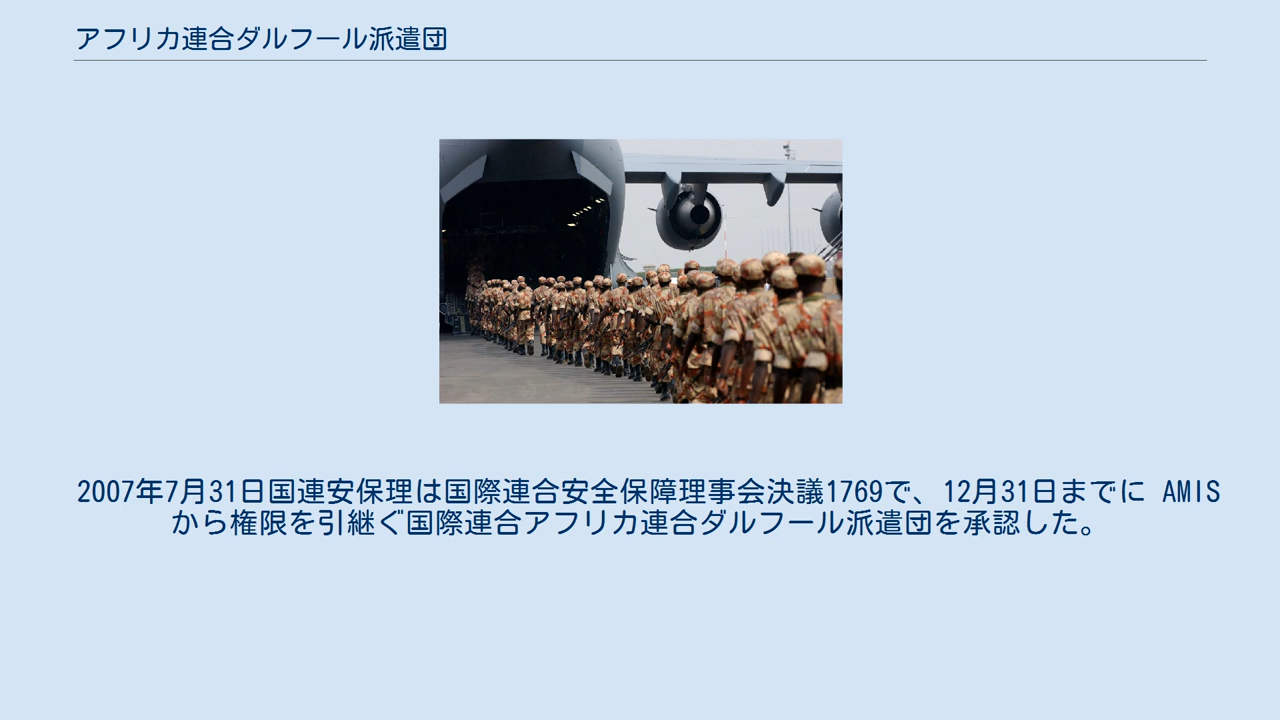 アフリカ連合ダルフール派遣団
2007年7月31日国連安保理は国際連合安全保障理事会決議1769で、12月31日までに AMIS
から権限を引継ぐ国際連合アフリカ連合ダルフール派遣団を承認した。